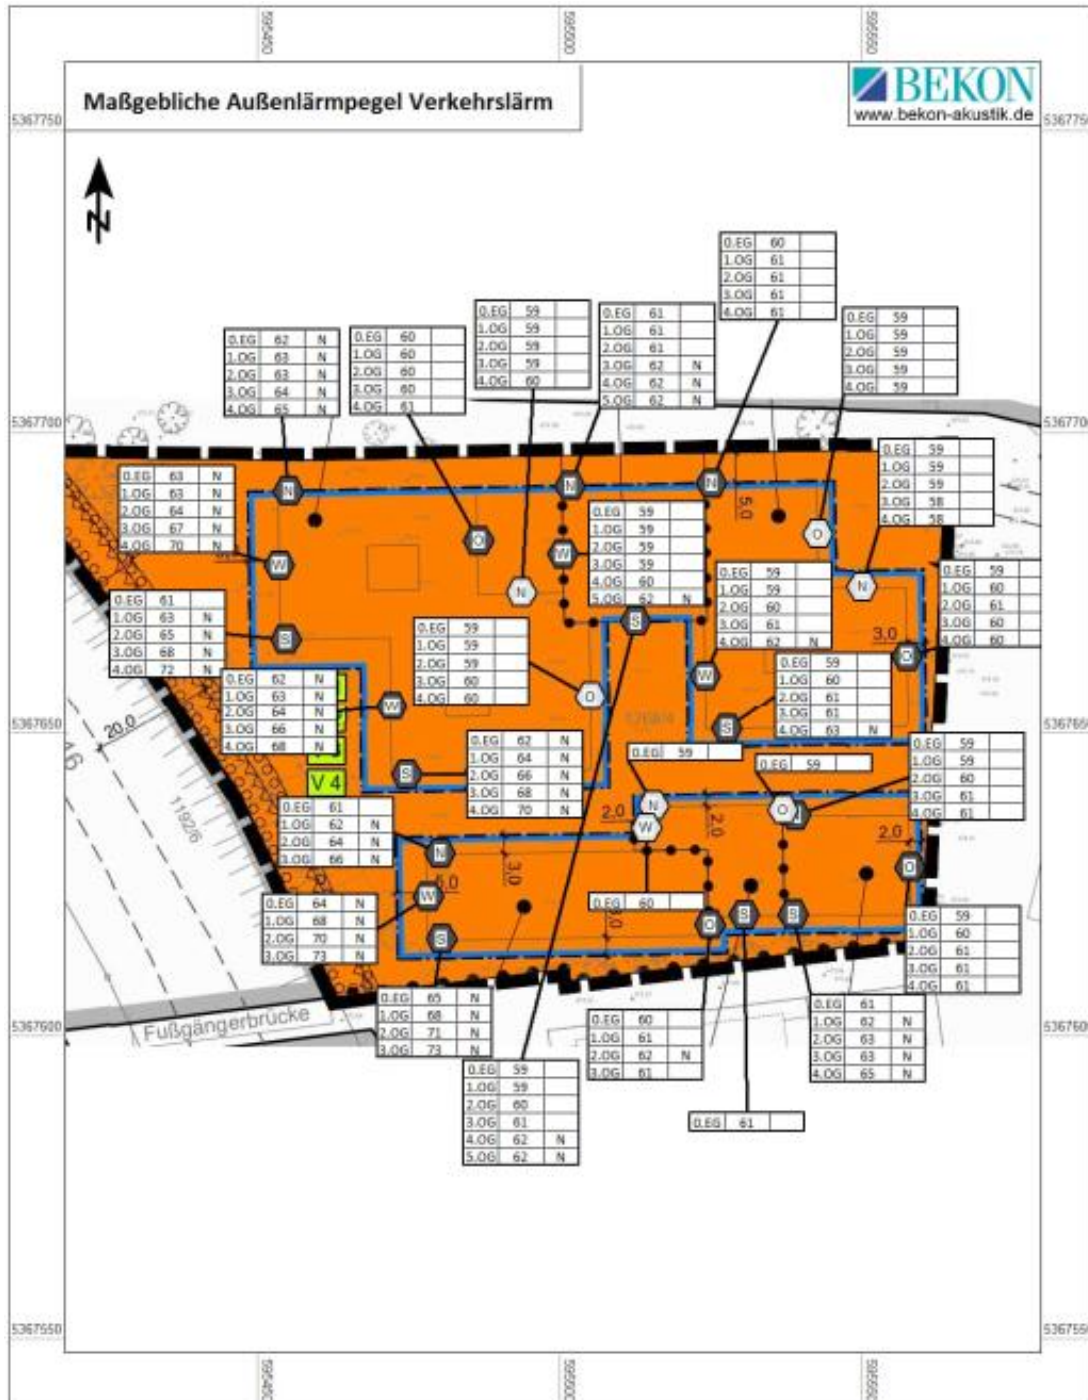 595450 595500 595550
Maßgebliche Außenlärmpegel Verkehrslärm
BEKON
www.bekon-akustik.de
5367750 5367750
N
0.EG 60
1.OG 61
2.OG 61
3.OG 61
4.OG 61
0.EG 59
1.OG 59
2.OG 59
3.OG 59
4.OG 60
0.EG 61
1.OG 61
2.OG 61
3.OG 62 N
4.OG 62 N
5.OG 62 N
0.EG 59
1.OG 59
2.OG 59
3.OG 59
4.OG 59
0.EG 62 N
1.OG 63 N
2.OG 63 N
3.OG 64 N
4.OG 65 N
0.EG 60
1.OG 60
2.OG 60
3.OG 60
4.OG 61
5367700 5367700
0.EG 59
1.OG 59
2.OG 59
3.OG 58
4.OG 58
0.EG 63 N
1.OG 63 N
2.OG 64 N
3.OG 67 N
4.OG 70 N
N N N
5,0
0.EG 59
1.OG 59
2.OG 59
3.OG 59
4.OG 60
5.OG 62 N
W O W O
N N
0.EG 59
1.OG 59
2.OG 60
3.OG 61
4.OG 62 N
0.EG 59
1.OG 60
2.OG 61
3.OG 60
4.OG 60
0.EG 61
1.OG 63 N
2.OG 65 N
3.OG 68 N
4.OG 72 N
S S
3,0
O
0.EG 59
1.OG 59
2.OG 59
3.OG 60
4.OG 60
0.EG 59
1.OG 60
2.OG 61
3.OG 61
4.OG 63 N
0.EG 62 N
1.OG 63 N
2.OG 64 N
3.OG 66 N
4.OG 68 N
W O W
S
20,0
5367650 5367650
0.EG 62 N
1.OG 64 N
2.OG 66 N
3.OG 68 N
4.OG 70 N
0.EG 59
0.EG 59
0.EG 59
1.OG 59
2.OG 60
3.OG 61
4.OG 61
S
V 4
0.EG 61
1.OG 62 N
2.OG 64 N
3.OG 66 N
2,0
N
W
O
2,0
2,0
1192/6
N
3,0
O
W
5,0
0.EG 64 N
1.OG 68 N
2.OG 70 N
3.OG 73 N
0.EG 60
S
O S S
0.EG 59
1.OG 60
2.OG 61
3.OG 61
4.OG 61
0.EG 65 N
1.OG 68 N
2.OG 71 N
3.OG 73 N
0.EG 60
1.OG 61
2.OG 62 N
3.OG 61
0.EG 61
1.OG 62 N
2.OG 63 N
3.OG 63 N
4.OG 65 N
Fußgängerbrücke
5367600 5367600
0.EG 59
1.OG 59
2.OG 60
3.OG 61
4.OG 62 N
5.OG 62 N
0.EG 61
5367550 5367550
595450 595500 595550